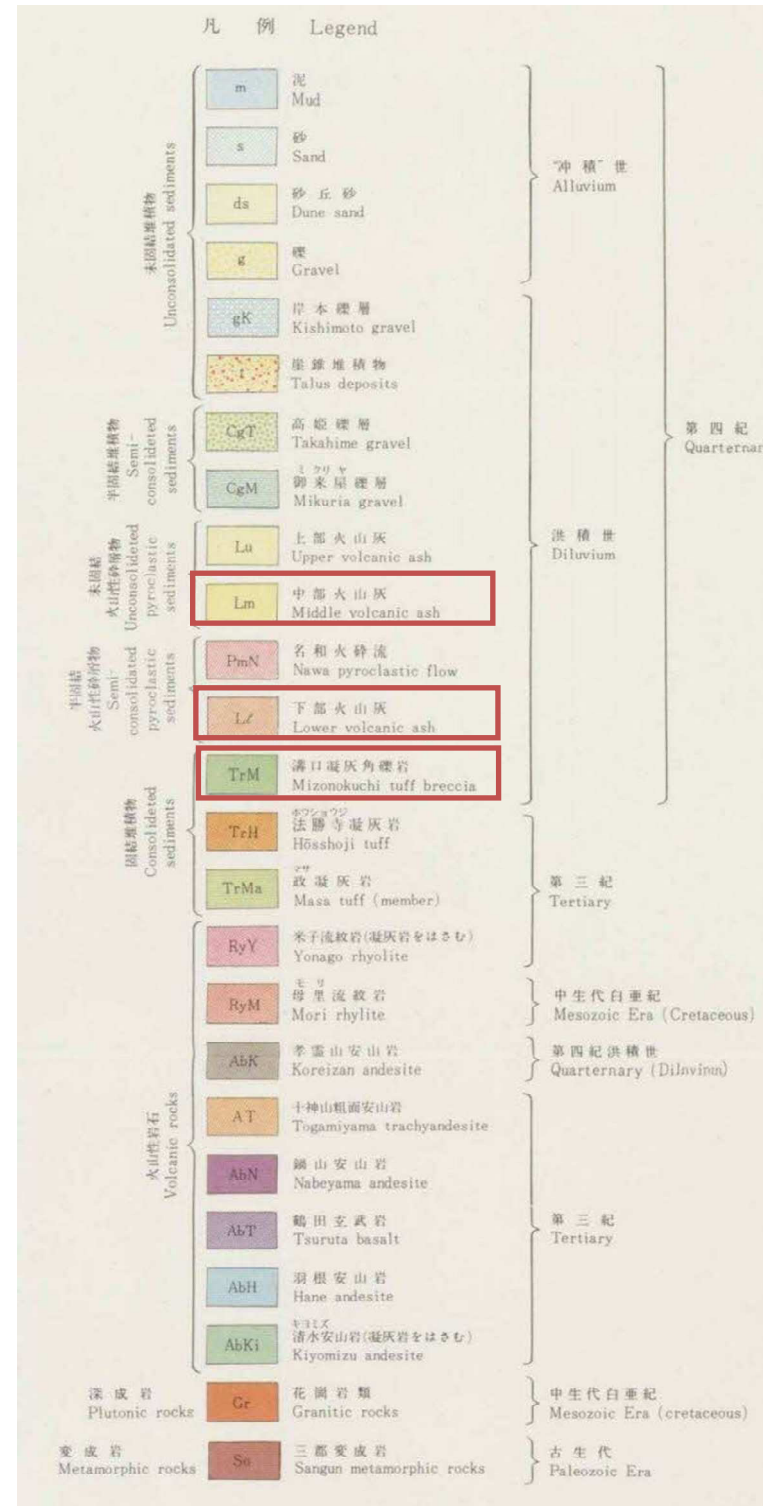 凡 例 Legend
未固結堆積物
Unconsolidated sediments
m
泥
Mud
s
砂
Sand
ds
砂 丘 砂
Dune sand
g
礫
Gravel
gK
岸 本 礫 層
Kishimoto gravel
t
崖 錐 堆 積 物
Talus deposits
"冲 積" 世
Alluvium
半固結堆積物
Semi-
consolideted
sediments
CgT
高 姫 礫 層
Takahime gravel
ミ クリ ヤ
CgM
御 来 屋 礫 層
Mikuria gravel
第 四 紀
Quarternar
未固結
火山性砕屑物
Unconsolideted
pyroclastic
sediments
Lu
上 部 火 山 灰
Upper volcanic ash
Lm
中 部 火 山 灰
Middle volcanic ash
洪 積 世
Diluvium
半固結
火山性砕屑物
Semi-
consolidated
pyroclastic
sediments
PmN
名 和 火 砕 流
Nawa pyroclastic flow
Lℓ
下 部 火 山 灰
Lower volcanic ash
固結堆積物
Consolideted
sediments
TrM
溝 口 凝 灰 角 礫 岩
Mizonokuchi tuff breccia
ホウショウジ
TrH
法 勝 寺 凝 灰 岩
Hōsshoji tuff
マサ
TrMa
政 凝 灰 岩
Masa tuff (member)
第 三 紀
Tertiary
火山性岩石
Volcanic rocks
RyY
米子流紋岩(凝灰岩をはさむ)
Yonago rhyolite
モ リ
RyM
母 里 流 紋 岩
Mori rhylite
中 生 代 白 亜 紀
Mesozoic Era (Cretaceous)
AbK
孝 霊 山 安 山 岩
Koreizan andesite
第 四 紀 洪 積 世
Quarternary (Dilnvinm)
AT
十神山粗面安山岩
Togamiyama trachyandesite
AbN
鍋 山 安 山 岩
Nabeyama andesite
AbT
鶴 田 玄 武 岩
Tsuruta basalt
AbH
羽 根 安 山 岩
Hane andesite
キヨミズ
AbKi
清水安山岩(凝灰岩をはさむ)
Kiyomizu andesite
第 三 紀
Tertiary
深 成 岩
Plutonic rocks
Gr
花 崗 岩 類
Granitic rocks
中 生 代 白 亜 紀
Mesozoic Era (cretaceous)
変 成 岩
Metamorphic rocks
Sn
三 郡 変 成 岩
Sangun metamorphic rocks
古 生 代
Paleozoic Era